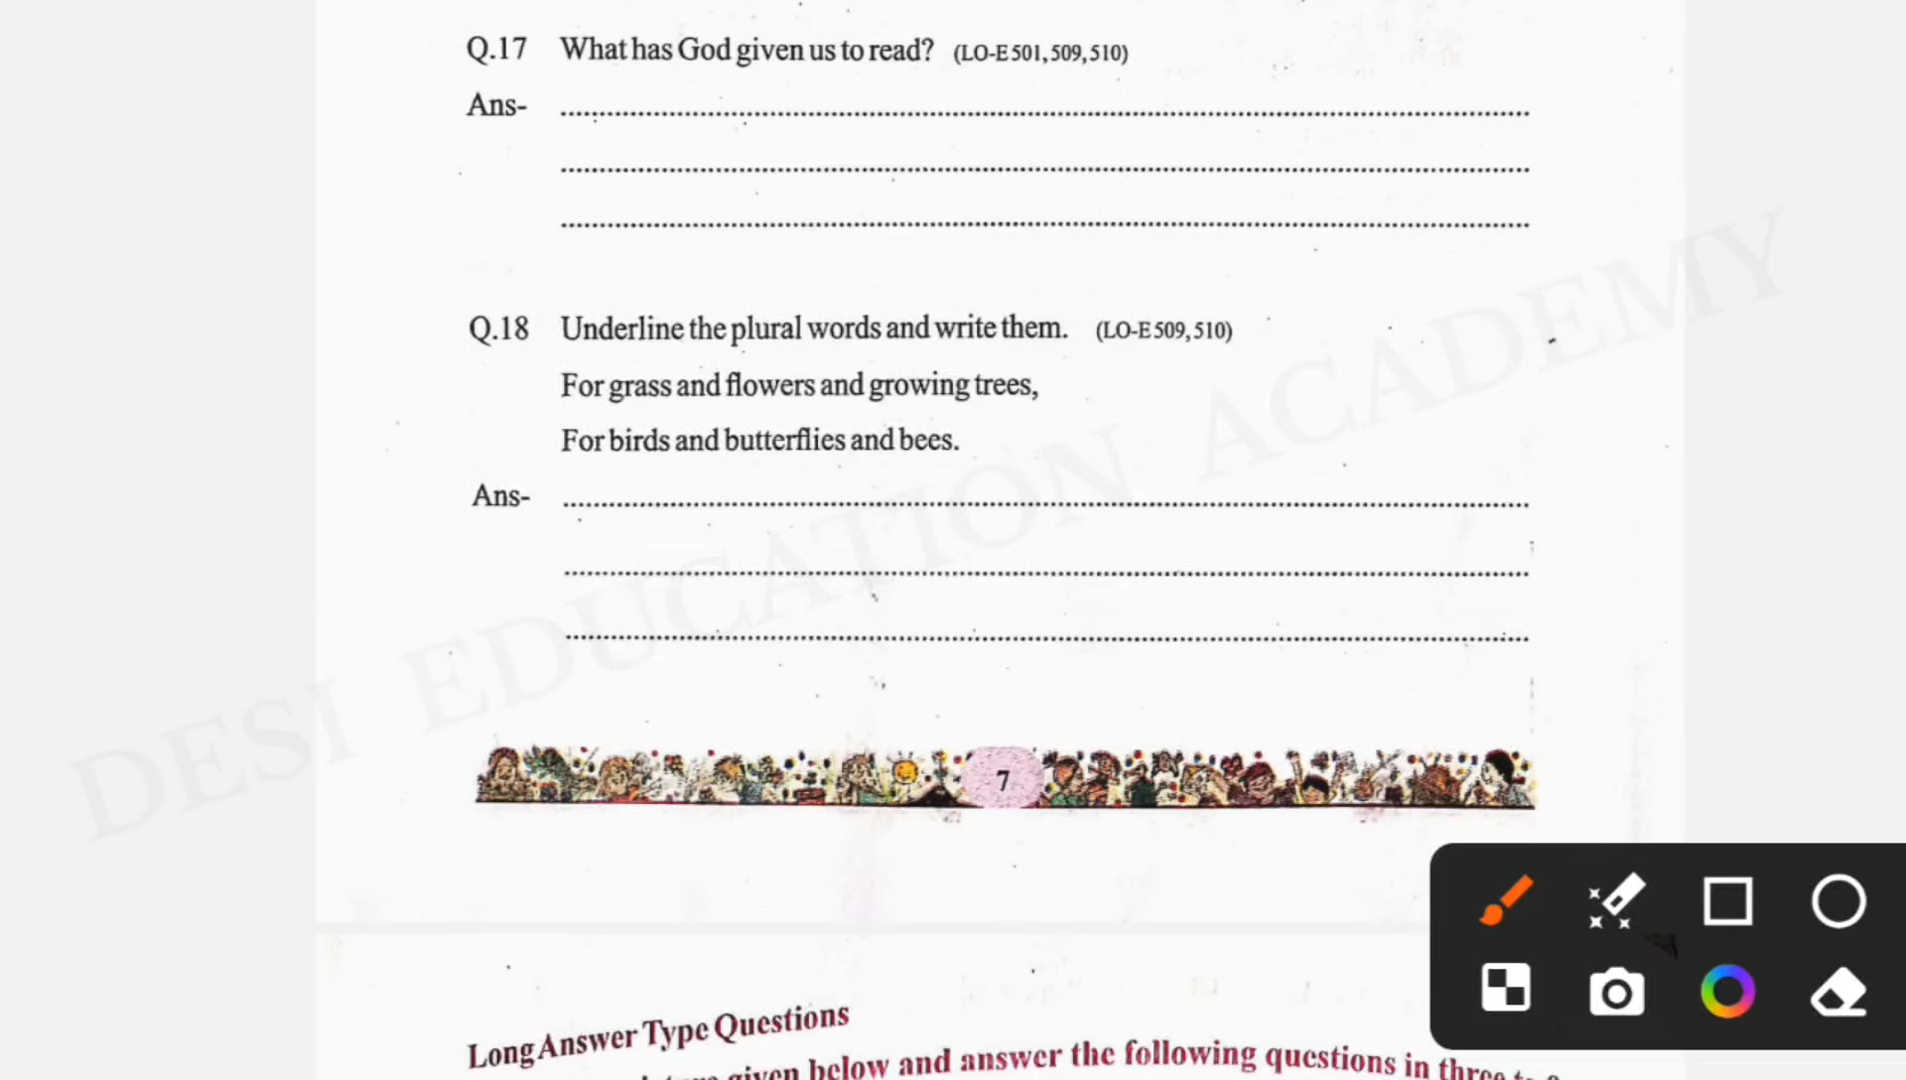 Q.17 What has God given us to read? (LO-E 501, 509, 510)
Ans-
Q.18 Underline the plural words and write them. (LO-E 509, 510)
For grass and flowers and growing trees,
For birds and butterflies and bees.
Ans-
DESI EDUCATION ACADEMY
7
Long Answer Type Questions
given below and answer the following questions in three